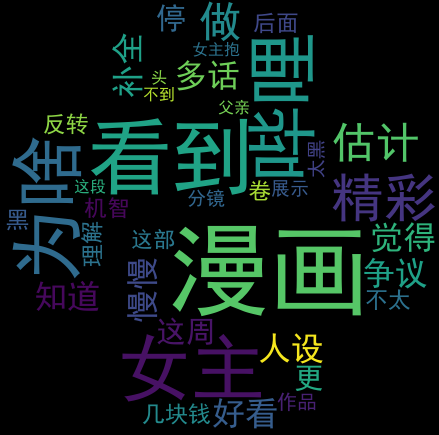 停
做
后面
女主抱
补全
多话
哔哩
头
不到
父亲
反转
为啥
看到
估计
太黑
这段
卷
展示
精彩
机智
分镜
黑
理解
这部
漫画
觉得
知道
慢慢
争议
不太
这周
女主
人设
更
几块钱
好看
作品